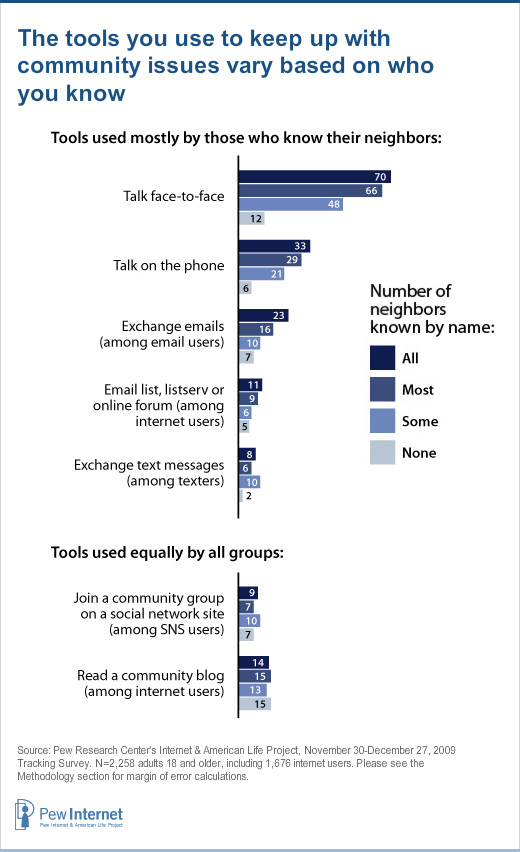 The tools you use to keep up with
community issues vary based on who
you know
Tools used mostly by those who know their neighbors:
Talk face-to-face
70
66
48
12
Talk on the phone
33
29
21
6
Exchange emails
(among email users)
23
16
10
7
Email list, listserv or
online forum (among
internet users)
11
9
6
5
Exchange text messages
(among texters)
8
6
10
2
Number of
neighbors
known by name:
All
Most
Some
None
Tools used equally by all groups:
Join a community group
on a social network site
(among SNS users)
9
7
10
7
Read a community blog
(among internet users)
14
15
13
15
Source: Pew Research Center's Internet & American Life Project, November 30-December 27, 2009
Tracking Survey. N=2,258 adults 18 and older, including 1,676 internet users. Please see the
Methodology section for margin of error calculations.
Pew Internet
Pew Internet & American Life Project